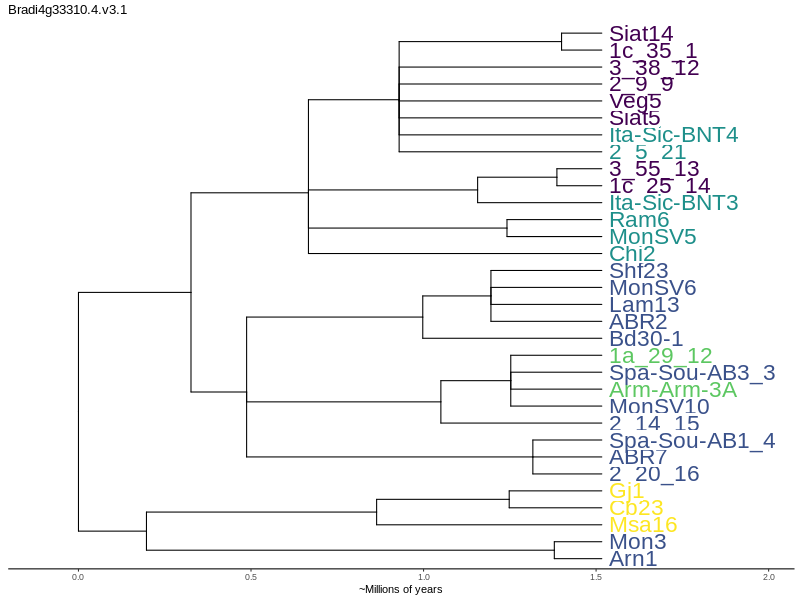 Bradi4g33310.4.v3.1
Siat14
1c_35_1
3_38_12
2_9_9
Veg5
Siat5
Ita-Sic-BNT4
2_5_21
3_55_13
1c_25_14
Ita-Sic-BNT3
Ram6
MonSV5
Chi2
Shf23
MonSV6
Lam13
ABR2
Bd30-1
1a_29_12
Spa-Sou-AB3_3
Arm-Arm-3A
MonSV10
2_14_15
Spa-Sou-AB1_4
ABR7
2_20_16
Gj1
Cb23
Msa16
Mon3
Arn1
0.0 0.5 1.0 1.5 2.0
~Millions of years